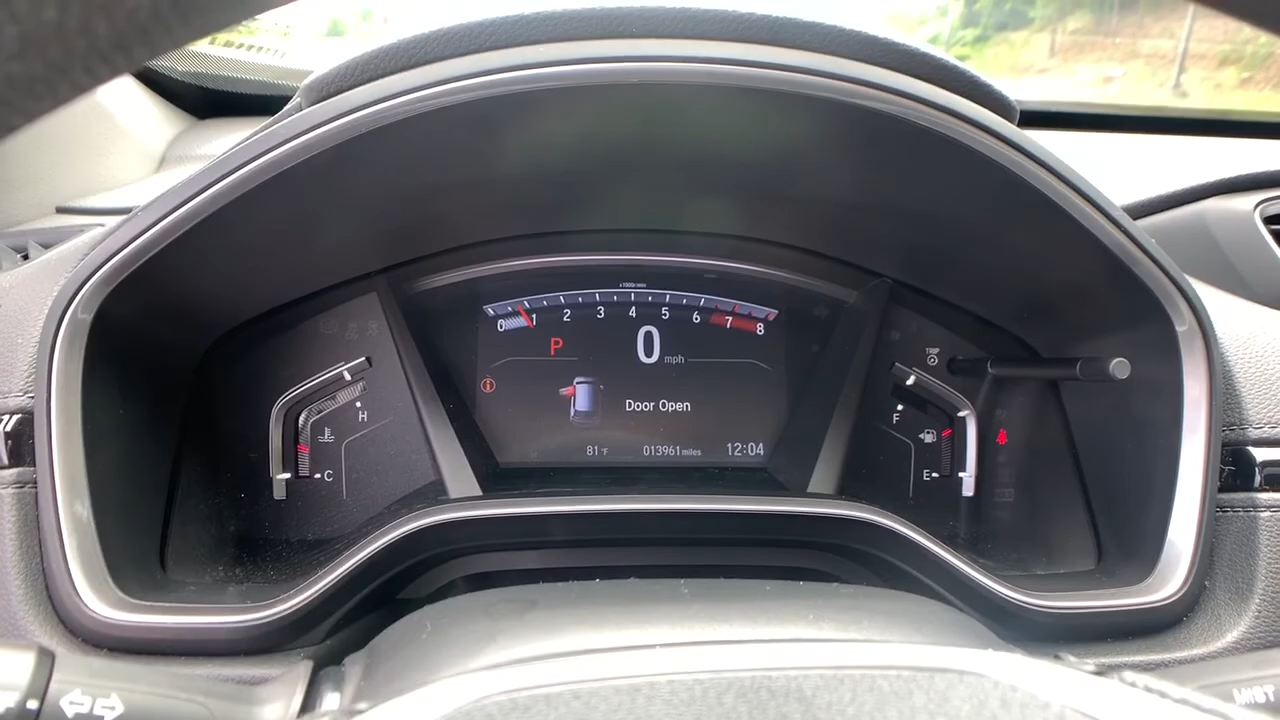 x1000r/min
0 1 2 3 4 5 6 7 8
P
0 mph
Door Open
81°F
013961 miles
12:04
H
C
TRIP
F
E
MIST